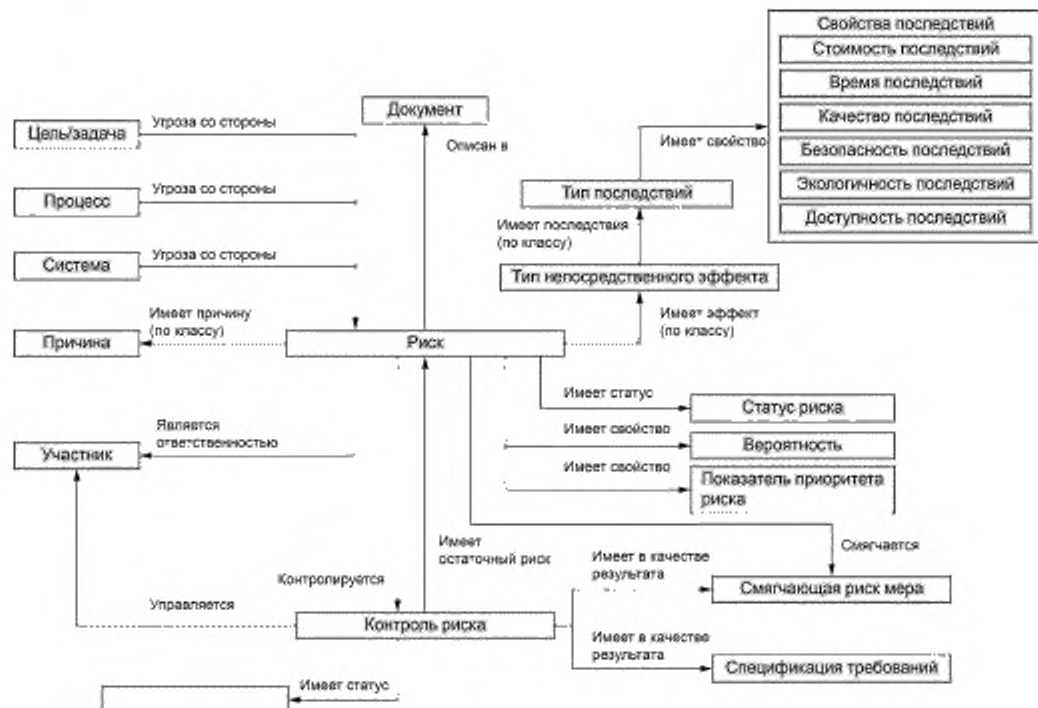 Свойства последствий
Стоимость последствий
Время последствий
Качество последствий
Безопасность последствий
Экологичность последствий
Доступность последствий
Документ
Цель/задача
Угроза со стороны
Описан в
Имеет свойство
Процесс
Угроза со стороны
Тип последствий
Имеет последствия
(по классу)
Система
Угроза со стороны
Тип непосредственного эффекта
Имеет причину
(по классу)
Имеет эффект
(по классу)
Причина
Риск
Имеет статус
Статус риска
Является
ответственностью
Участник
Имеет свойство
Вероятность
Имеет свойство
Показатель приоритета
риска
Имеет
остаточный риск
Смягчается
Имеет в качестве
результата
Контролируется
Смягчающая риск мера
Управляется
Контроль риска
Имеет в качестве
результата
Спецификация требований
Имеет статус